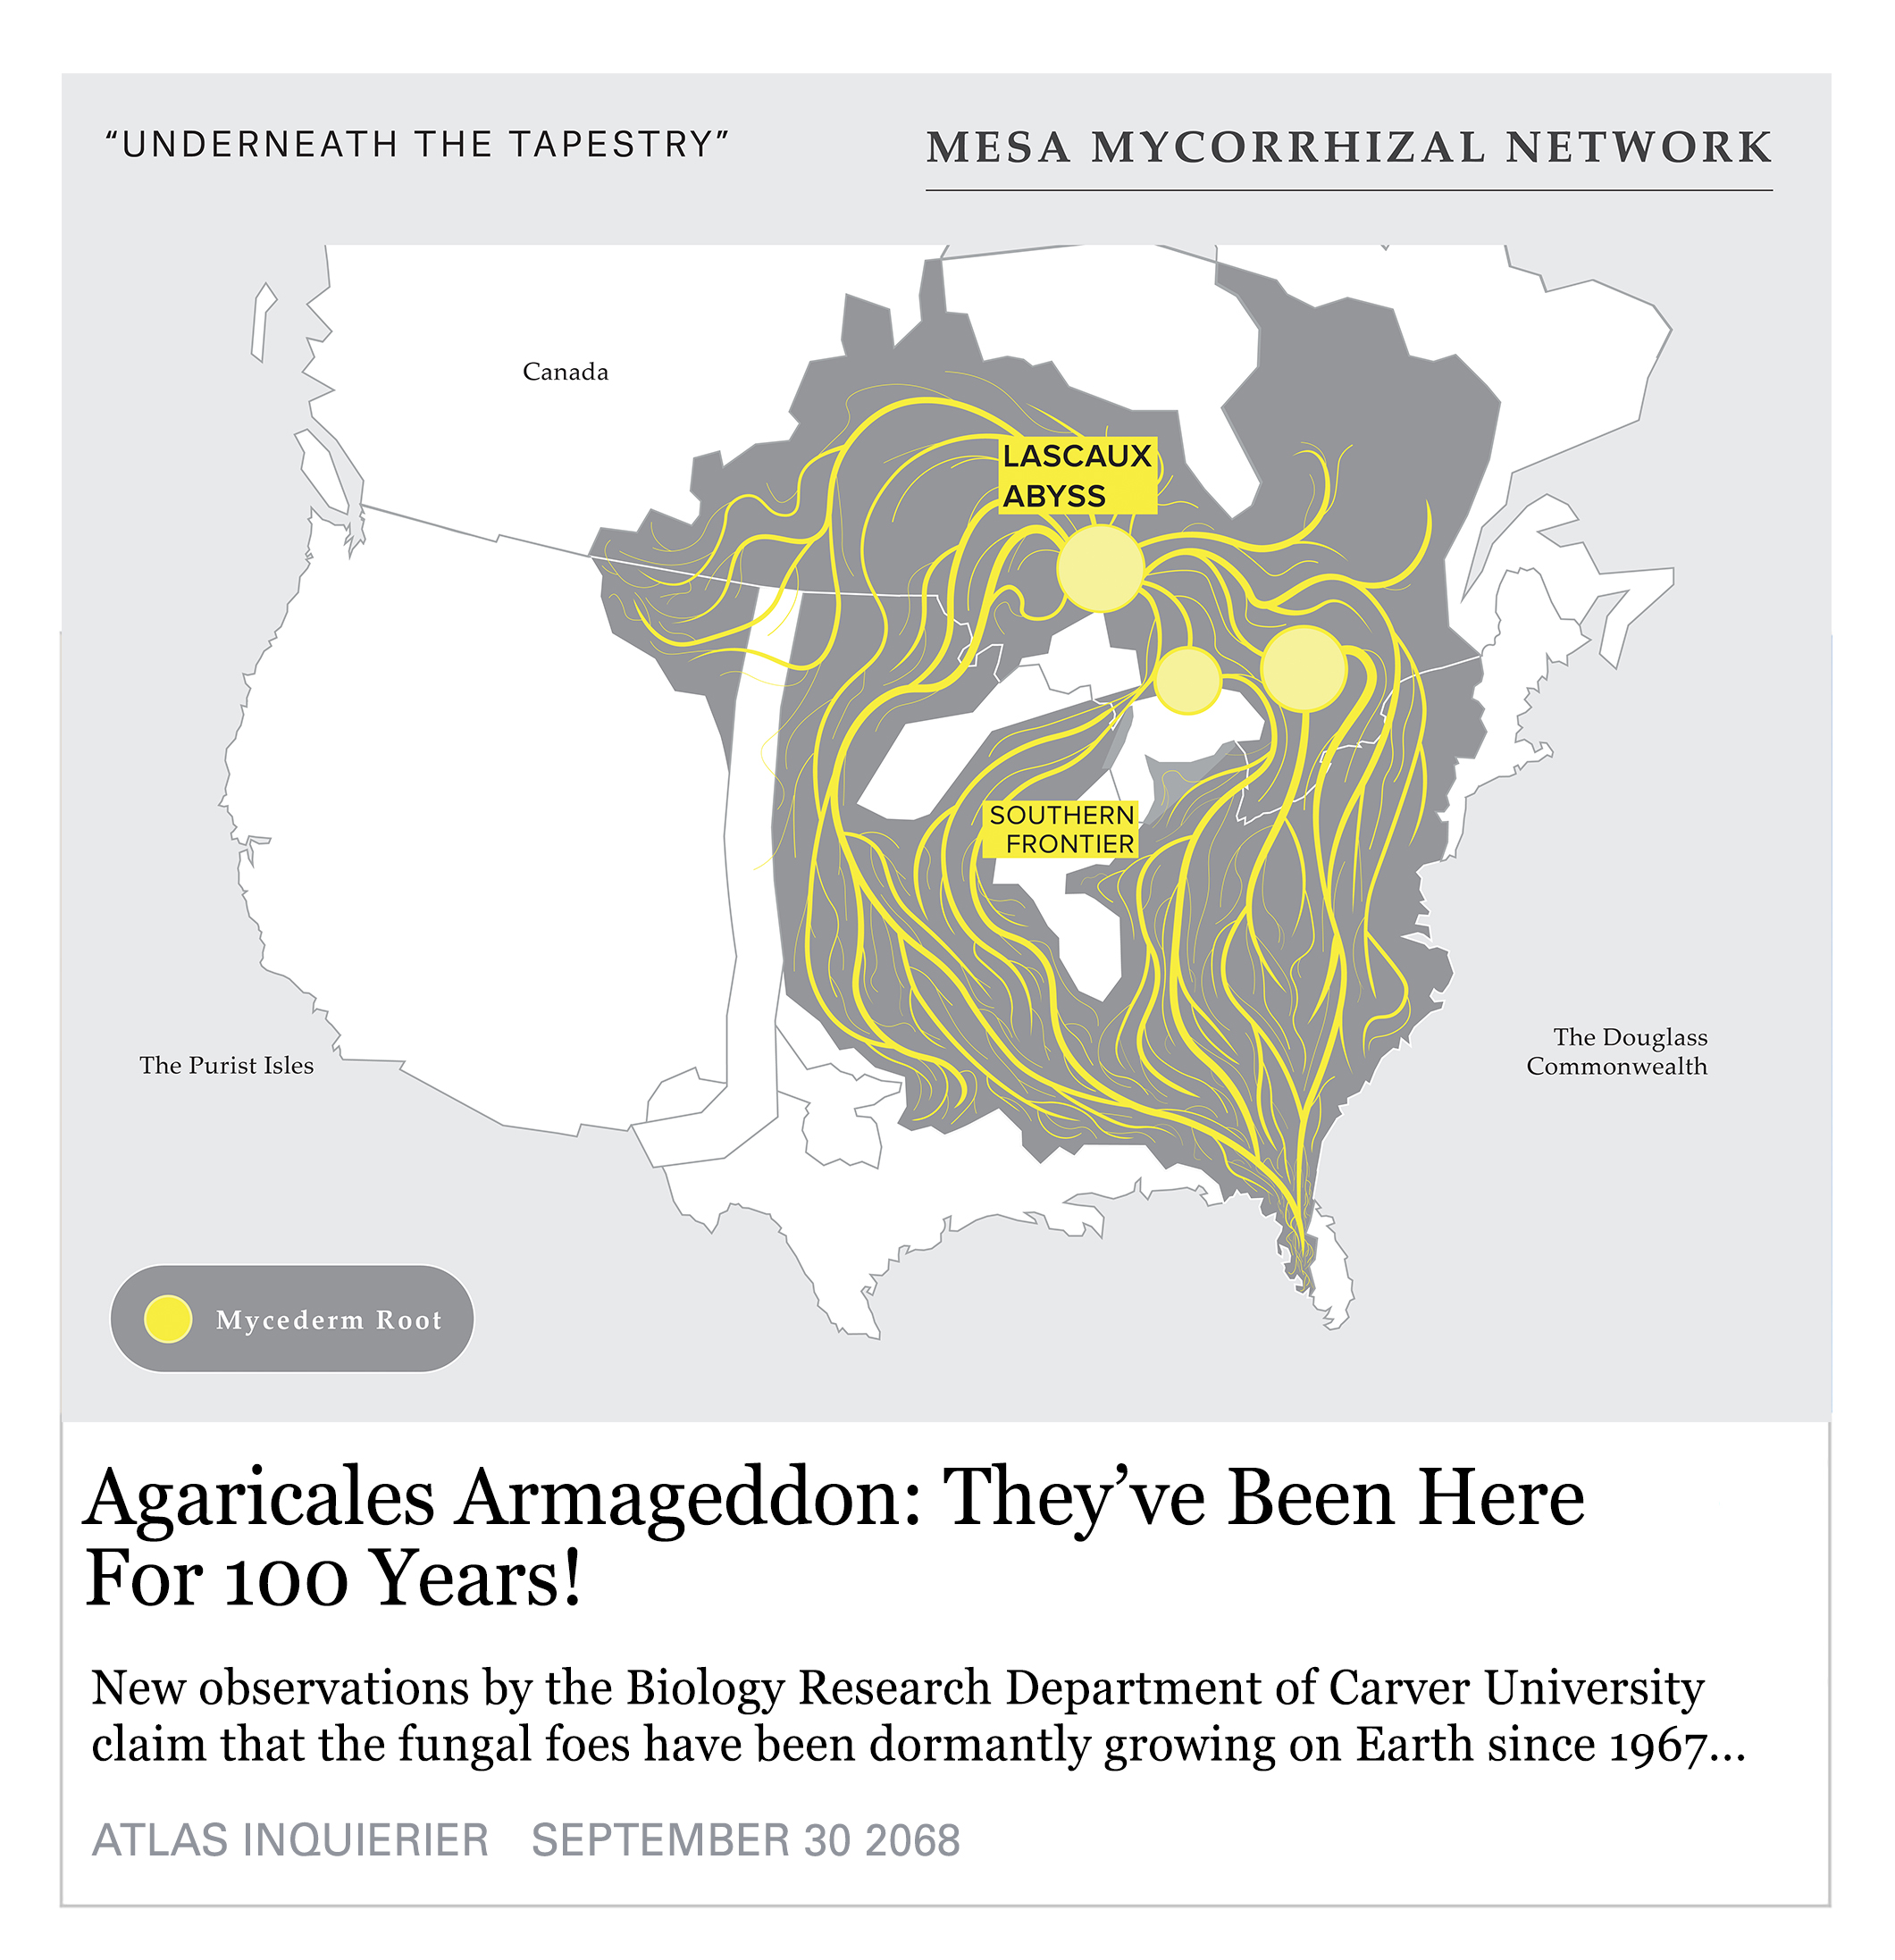 “UNDERNEATH THE TAPESTRY”
MESA MYCORRHIZAL NETWORK
Canada
LASCAUX
ABYSS
SOUTHERN
FRONTIER
The Purist Isles
The Douglass
Commonwealth
Mycederm Root
Agaricales Armageddon: They’ve Been Here
For 100 Years!
New observations by the Biology Research Department of Carver University
claim that the fungal foes have been dormantly growing on Earth since 1967...
ATLAS INQUIERIER SEPTEMBER 30 2068